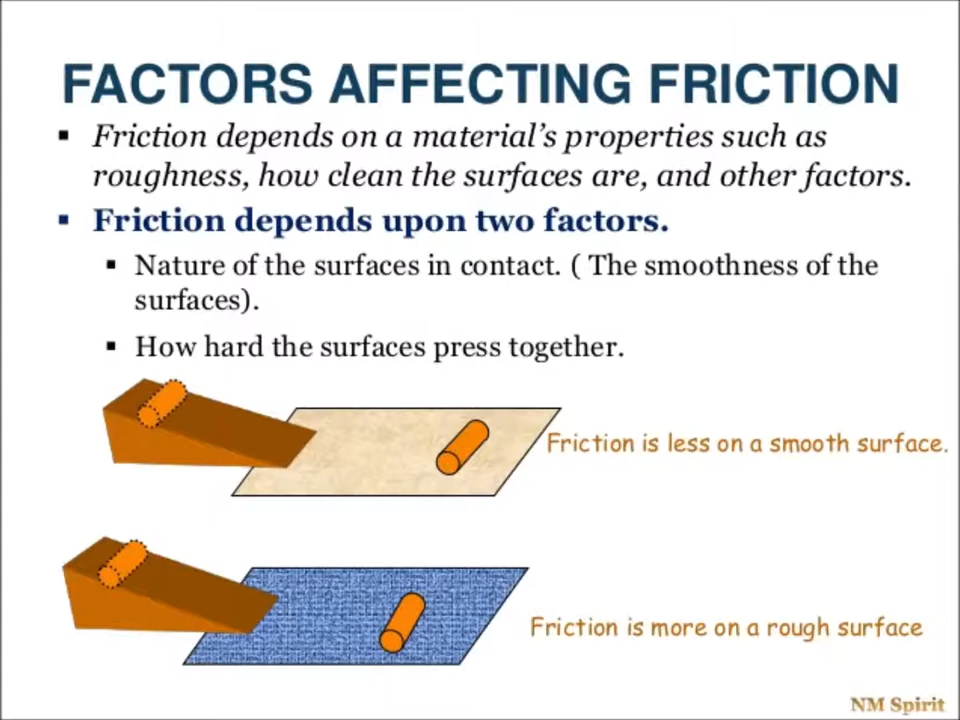 FACTORS AFFECTING FRICTION
▪ Friction depends on a material's properties such as
roughness, how clean the surfaces are, and other factors.
▪ Friction depends upon two factors.
▪ Nature of the surfaces in contact. ( The smoothness of the
surfaces).
▪ How hard the surfaces press together.
Friction is less on a smooth surface.
Friction is more on a rough surface
NM Spirit